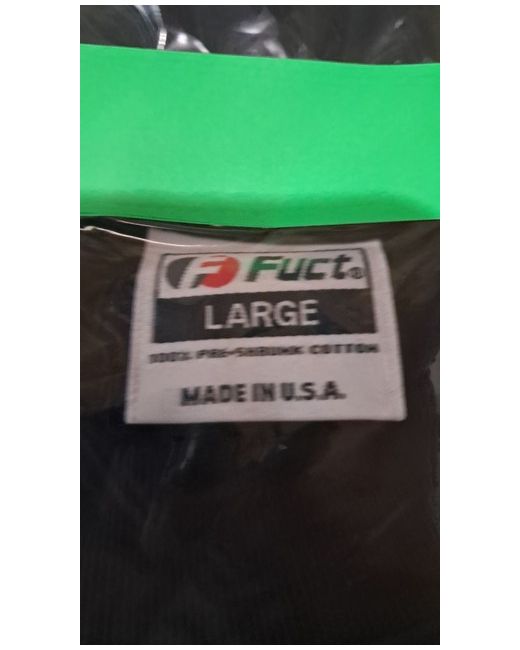 F Fuct®
LARGE
100% PRE-SHRUNK COTTON
MADE IN U.S.A.